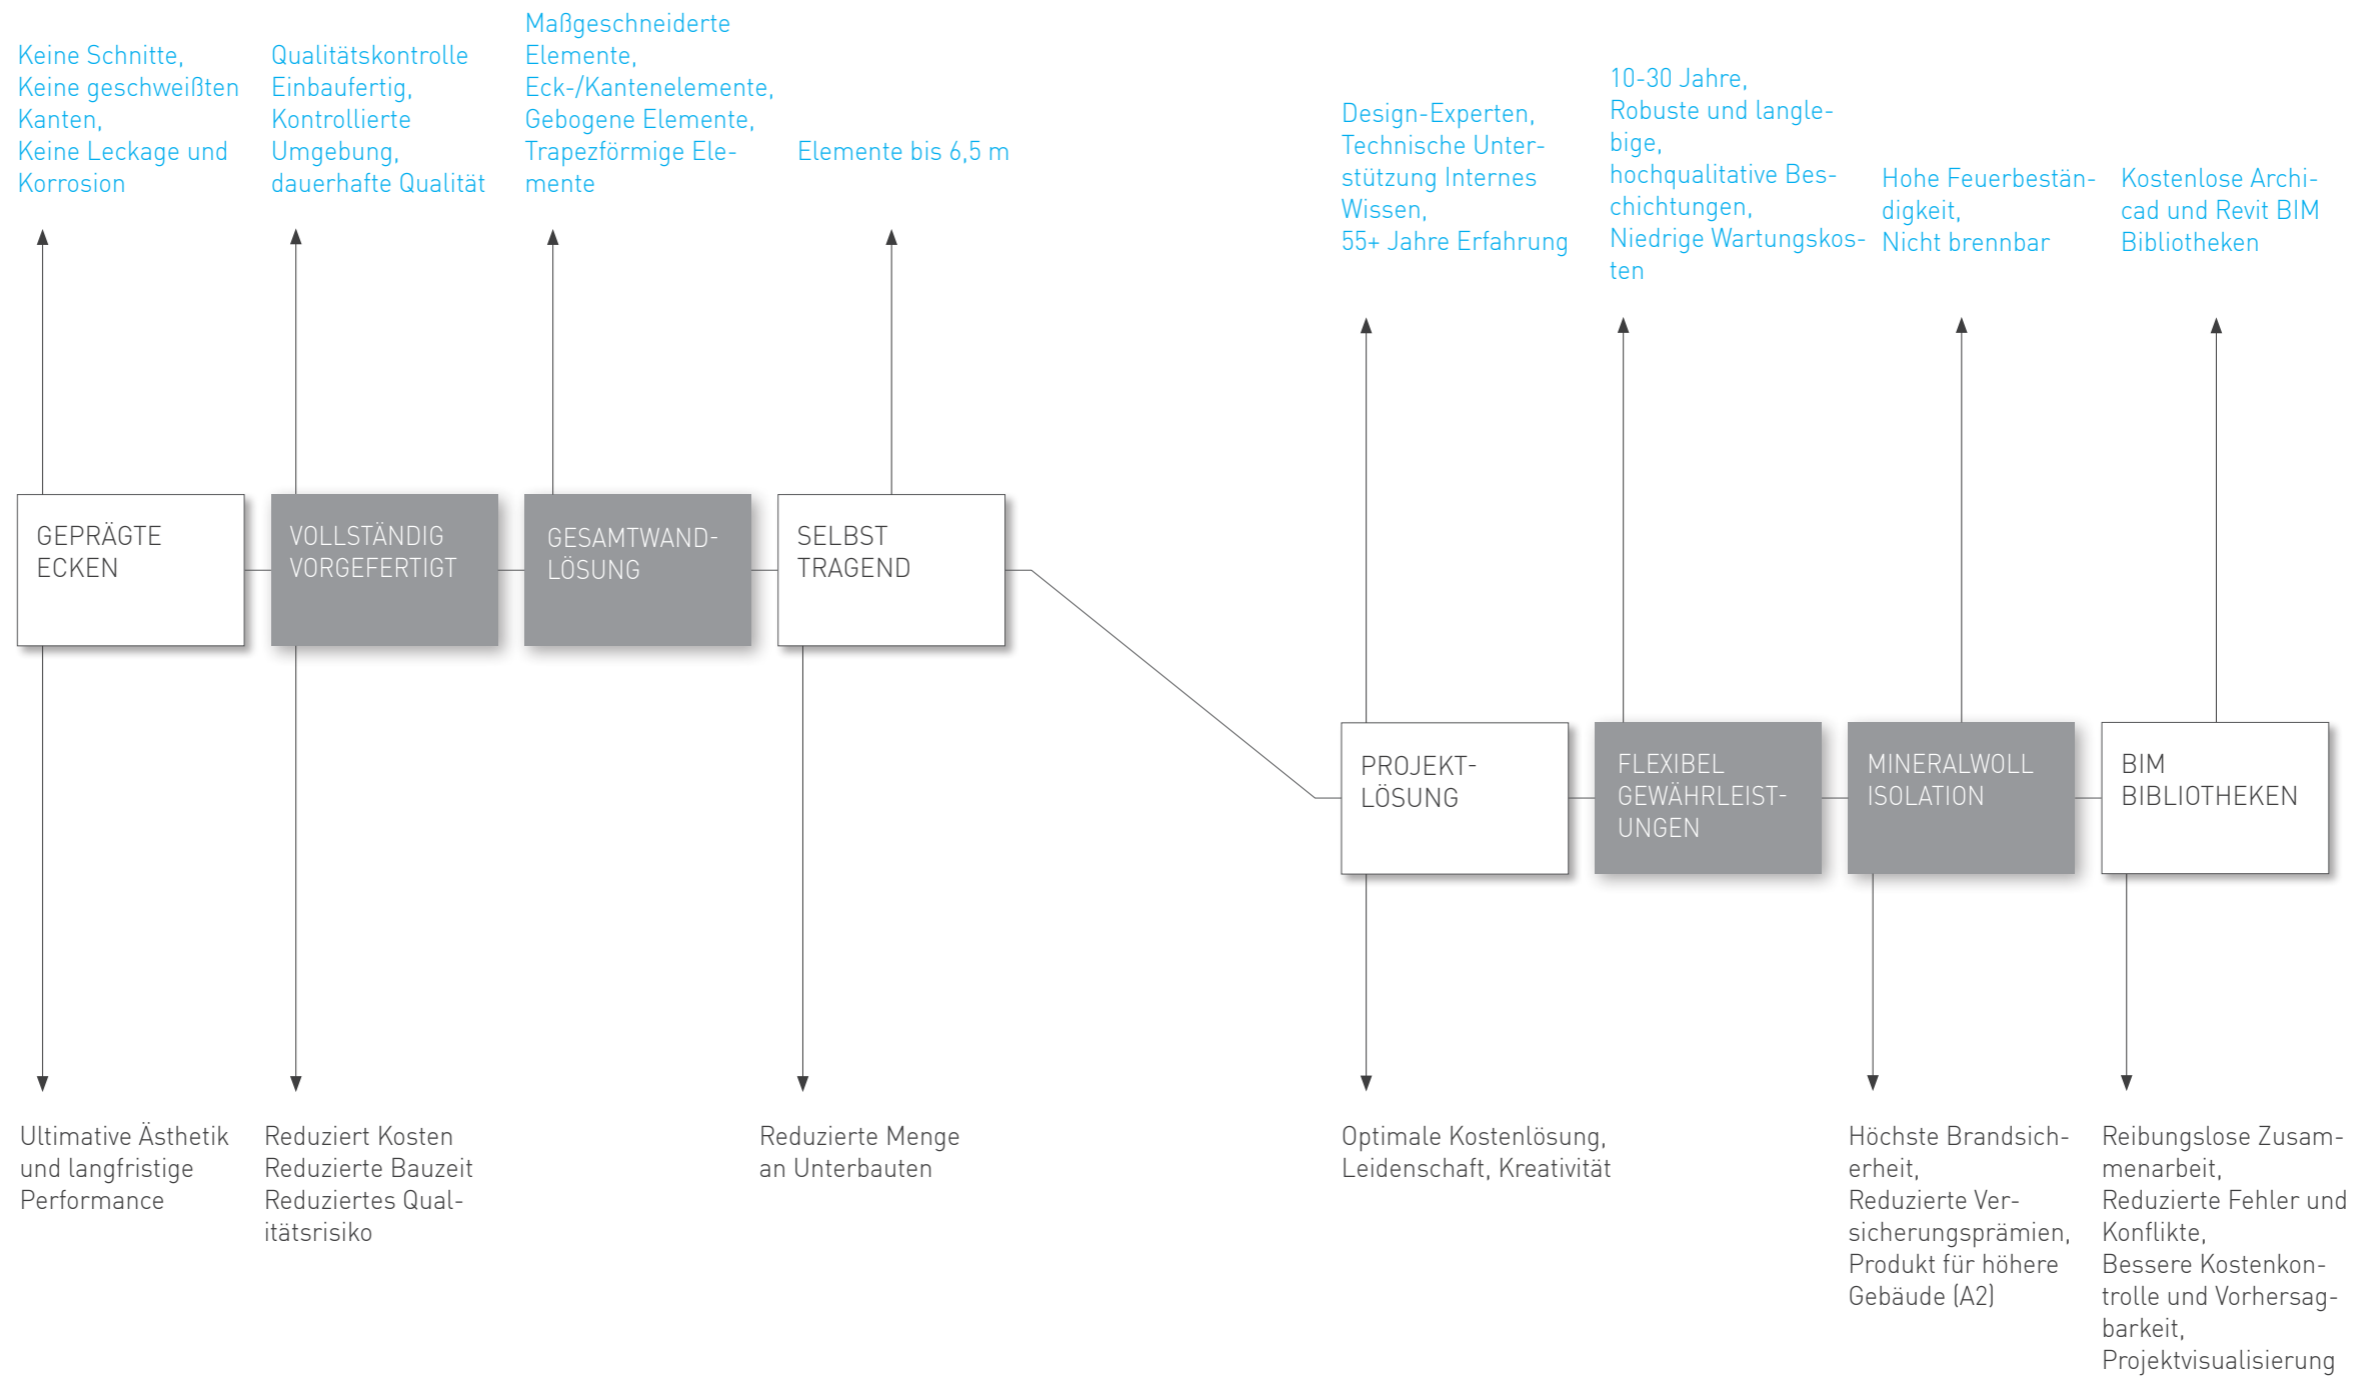 Keine Schnitte,
Keine geschweißten
Kanten,
Keine Leckage und
Korrosion
Qualitätskontrolle
Einbaufertig,
Kontrollierte
Umgebung,
dauerhafte Qualität
Maßgeschneiderte
Elemente,
Eck-/Kantenelemente,
Gebogene Elemente,
Trapezförmige Ele-
mente
Elemente bis 6,5 m
Design-Experten,
Technische Unter-
stützung Internes
Wissen,
55+ Jahre Erfahrung
10-30 Jahre,
Robuste und langle-
bige,
hochqualitative Bes-
chichtungen,
Niedrige Wartungskos-
ten
Hohe Feuerbestän-
digkeit,
Nicht brennbar
Kostenlose Archi-
cad und Revit BIM
Bibliotheken
GEPRÄGTE
ECKEN
VOLLSTÄNDIG
VORGEFERTIGT
GESAMTWAND-
LÖSUNG
SELBST
TRAGEND
PROJEKT-
LÖSUNG
FLEXIBEL
GEWÄHRLEIST-
UNGEN
MINERALWOLL
ISOLATION
BIM
BIBLIOTHEKEN
Ultimative Ästhetik
und langfristige
Performance
Reduziert Kosten
Reduzierte Bauzeit
Reduziertes Qual-
itätsrisiko
Reduzierte Menge
an Unterbauten
Optimale Kostenlösung,
Leidenschaft, Kreativität
Höchste Brandsich-
erheit,
Reduzierte Ver-
sicherungsprämien,
Produkt für höhere
Gebäude (A2)
Reibungslose Zusam-
menarbeit,
Reduzierte Fehler und
Konflikte,
Bessere Kostenkon-
trolle und Vorhersag-
barkeit,
Projektvisualisierung